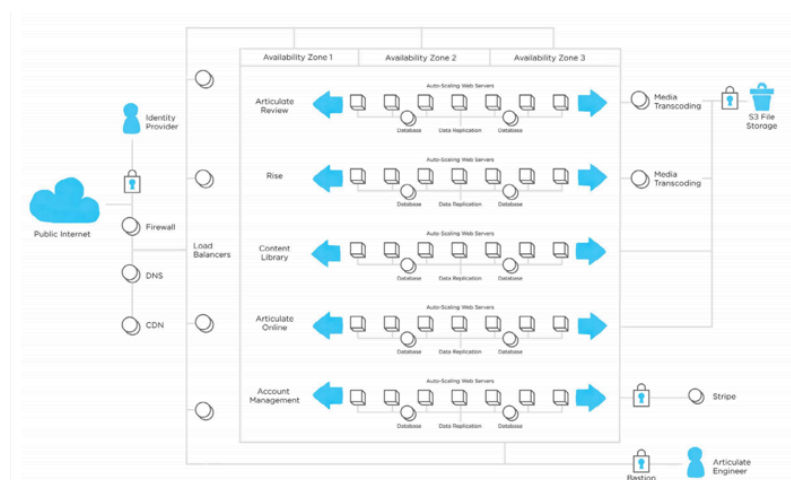 Availability Zone 1
Availability Zone 2
Availability Zone 3
Identity
Provider
Public Internet
Firewall
DNS
CDN
Load
Balancers
Articulate
Review
Auto-Scaling Web Servers
Database
Data Replication
Database
Media
Transcoding
S3 File
Storage
Rise
Auto-Scaling Web Servers
Database
Data Replication
Database
Media
Transcoding
Content
Library
Auto-Scaling Web Servers
Database
Data Replication
Database
Articulate
Online
Auto-Scaling Web Servers
Database
Data Replication
Database
Account
Management
Auto-Scaling Web Servers
Database
Data Replication
Database
Stripe
Bastion
Articulate
Engineer